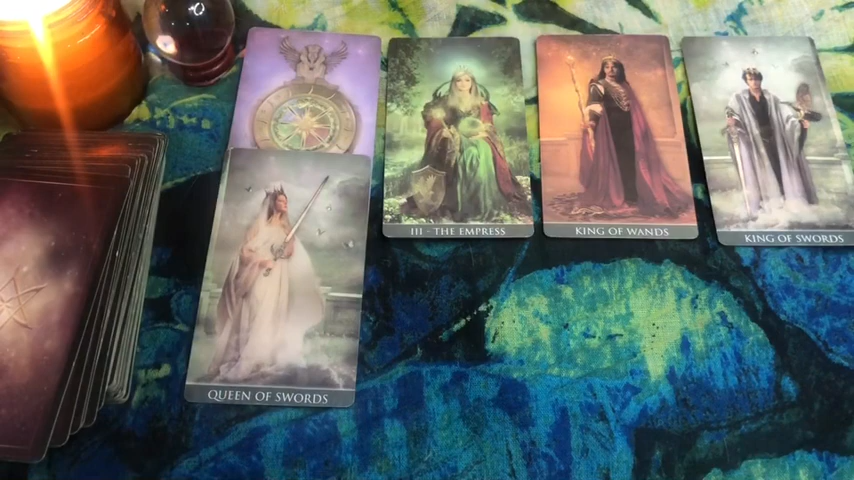 III - THE EMPRESS
KING OF WANDS
KING OF SWORDS
QUEEN OF SWORDS